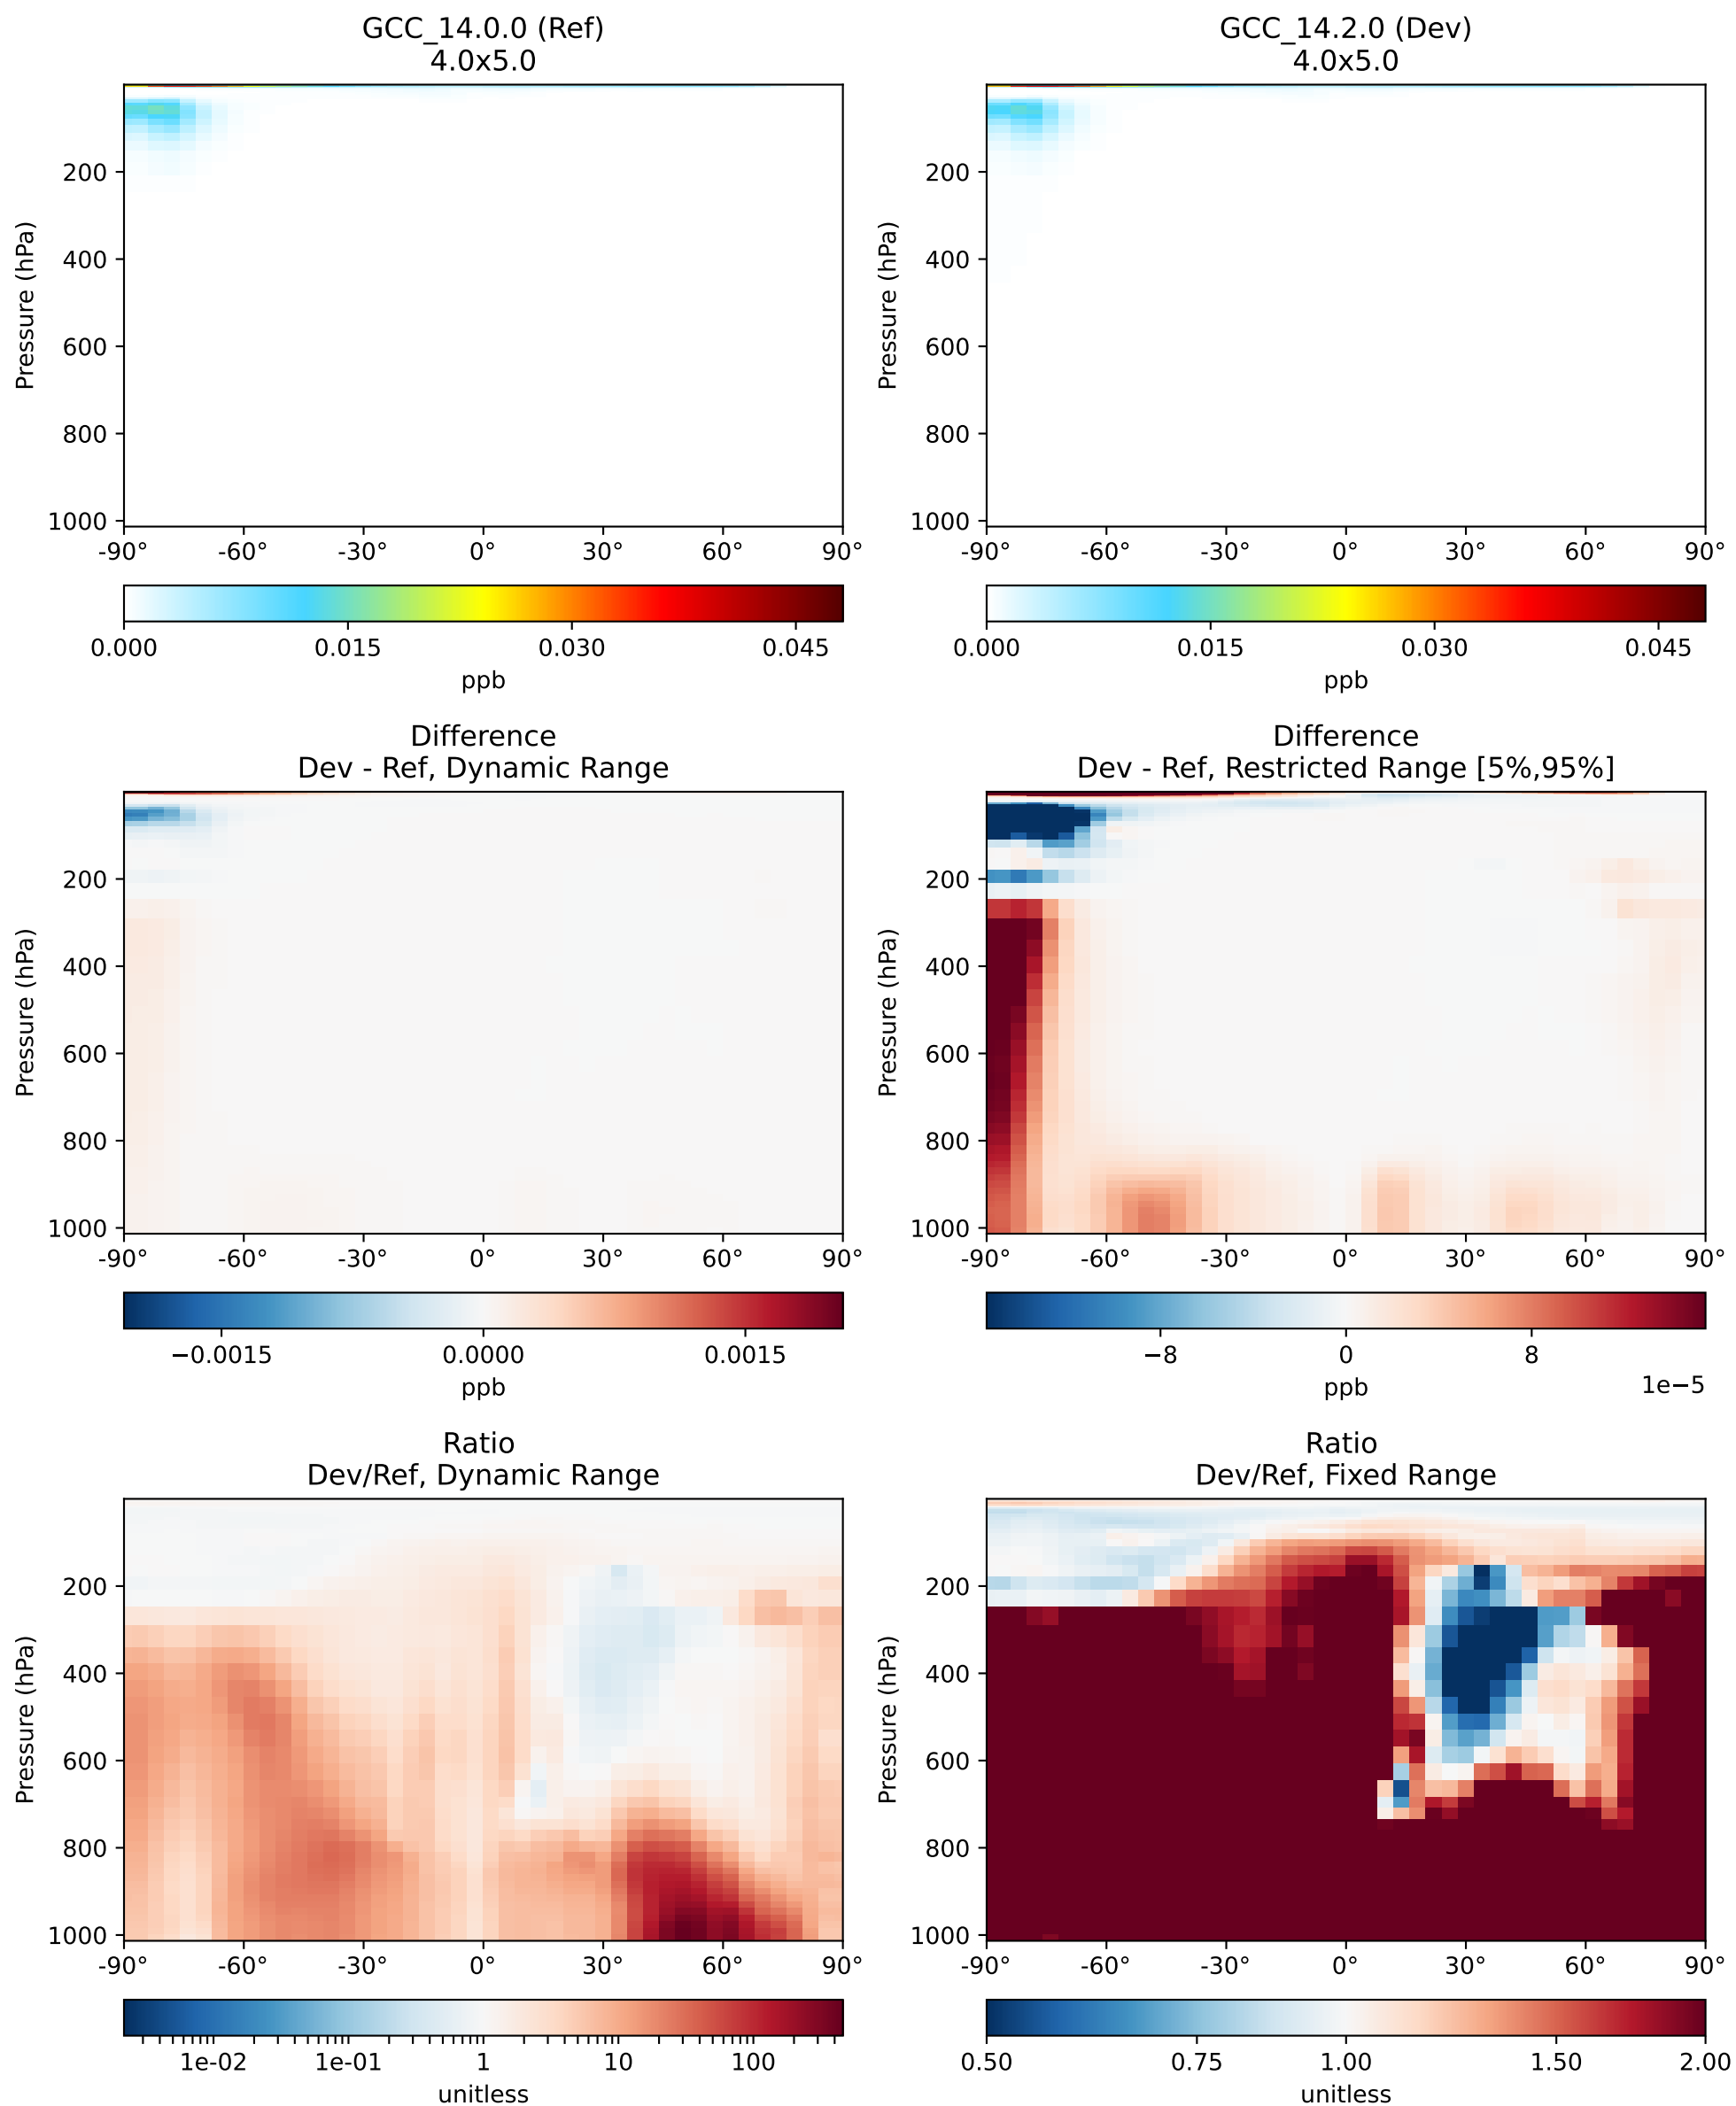 GCC_14.0.0 (Ref)
4.0x5.0
Pressure (hPa)
200
400
600
800
1000
-90° -60° -30° 0° 30° 60° 90°
0.000 0.015 0.030 0.045
ppb
GCC_14.2.0 (Dev)
4.0x5.0
Pressure (hPa)
200
400
600
800
1000
-90° -60° -30° 0° 30° 60° 90°
0.000 0.015 0.030 0.045
ppb
Difference
Dev - Ref, Dynamic Range
Pressure (hPa)
200
400
600
800
1000
-90° -60° -30° 0° 30° 60° 90°
−0.0015 0.0000 0.0015
ppb
Difference
Dev - Ref, Restricted Range [5%,95%]
Pressure (hPa)
200
400
600
800
1000
-90° -60° -30° 0° 30° 60° 90°
−8 0 8
1e−5
ppb
Ratio
Dev/Ref, Dynamic Range
Pressure (hPa)
200
400
600
800
1000
-90° -60° -30° 0° 30° 60° 90°
1e-02 1e-01 1 10 100
unitless
Ratio
Dev/Ref, Fixed Range
Pressure (hPa)
200
400
600
800
1000
-90° -60° -30° 0° 30° 60° 90°
0.50 0.75 1.00 1.50 2.00
unitless